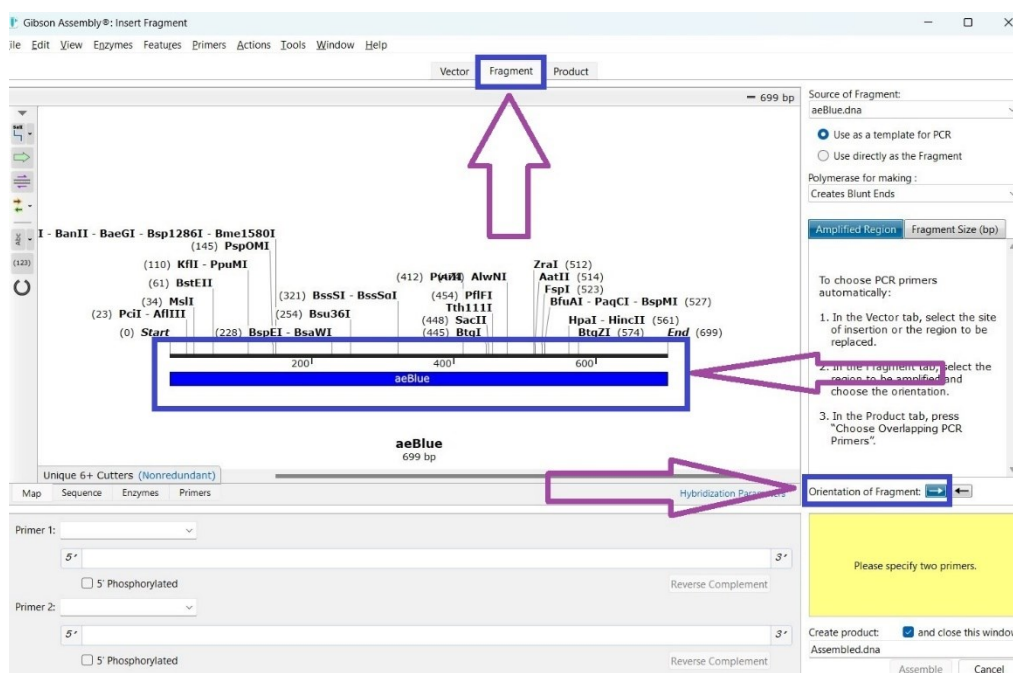 Gibson Assembly®: Insert Fragment
ile Edit View Enzymes Features Primers Actions Tools Window Help
Vector Fragment Product
699 bp
Source of Fragment:
aeBlue.dna
Use as a template for PCR
Use directly as the Fragment
Polymerase for making :
Creates Blunt Ends
Amplified Region Fragment Size (bp)
To choose PCR primers
automatically:
1. In the Vector tab, select the site
of insertion or the region to be
replaced.
2. In the Fragment tab, select the
region to be amplified and
choose the orientation.
3. In the Product tab, press
"Choose Overlapping PCR
Primers".
Orientation of Fragment:
I - BanII - BaeGI - Bsp1286I - Bme1580I
(145) PspOMI
(110) KflI - PpuMI
(412) AlwNI
ZraI (512)
(61) BstEII
AatII (514)
(34) MslI
(321) BssSI - BssSαI
(454) PflFI
FspI (523)
(23) PciI - AflIII
(254) Bsu36I
Tth111I
BfuAI - PaqCI - BspMI (527)
(448) SacII
HpaI - HincII (561)
(0) Start
(228) BspEI - BsaWI
(445) BtgI
BtgZI (574)
End (699)
200 400 600
aeBlue
aeBlue
699 bp
Unique 6+ Cutters (Nonredundant)
Map Sequence Enzymes Primers
Hybridization Parameters
Primer 1:
5' 3'
5' Phosphorylated
Reverse Complement
Primer 2:
5' 3'
5' Phosphorylated
Reverse Complement
Please specify two primers.
Create product: and close this window
Assembled.dna
Assemble Cancel